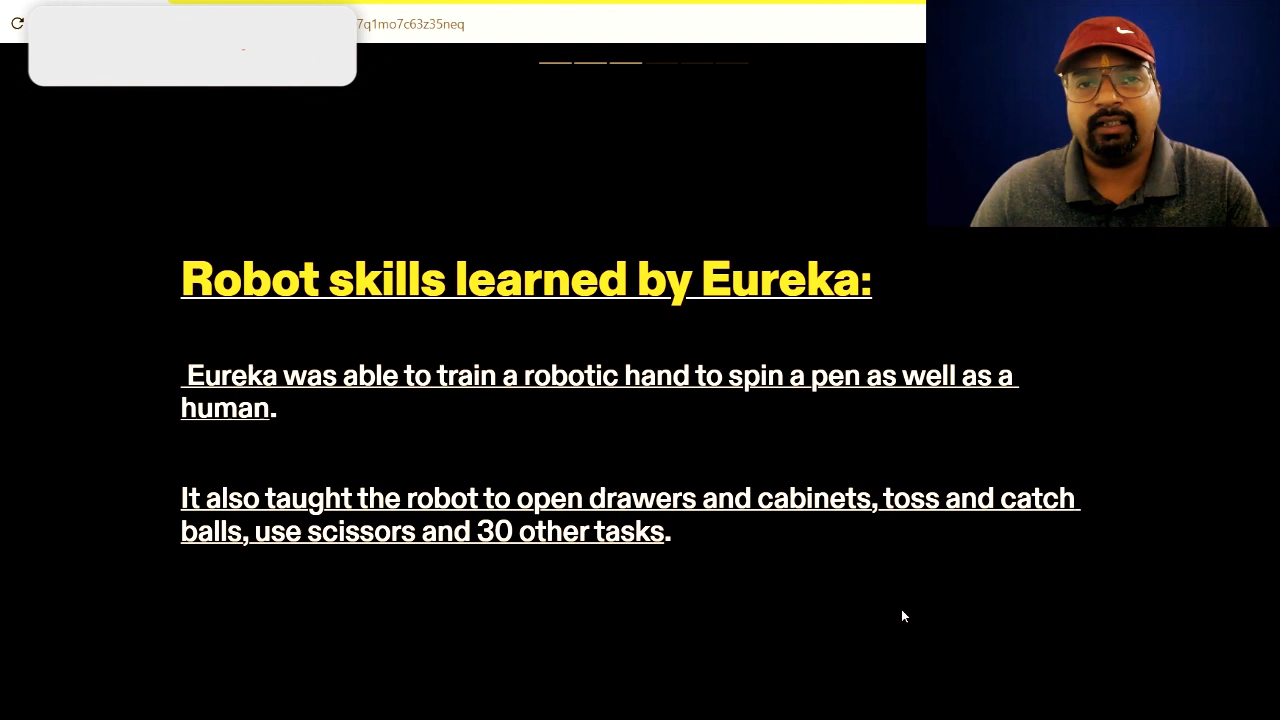 7q1mo7c63z35neq
Robot skills learned by Eureka:
Eureka was able to train a robotic hand to spin a pen as well as a
human.
It also taught the robot to open drawers and cabinets, toss and catch
balls, use scissors and 30 other tasks.